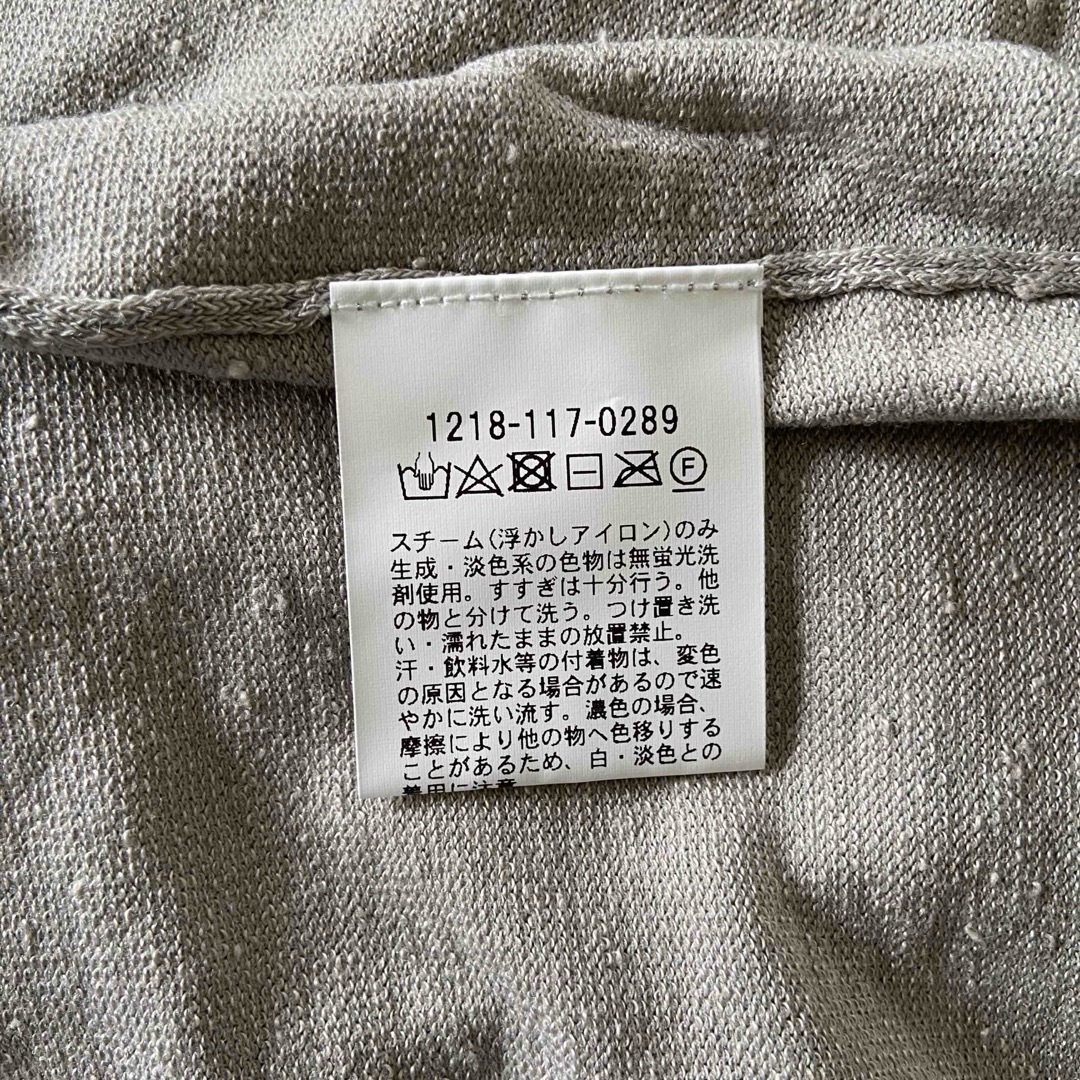 1218-117-0289
F
スチーム(浮かしアイロン)のみ
生成・淡色系の色物は無蛍光洗
剤使用。すすぎは十分行う。他
の物と分けて洗う。つけ置き洗
い・濡れたままの放置禁止。
汗・飲料水等の付着物は、変色
の原因となる場合があるので速
やかに洗い流す。濃色の場合、
摩擦により他の物へ色移りする
ことがあるため、白・淡色との
着用に注意